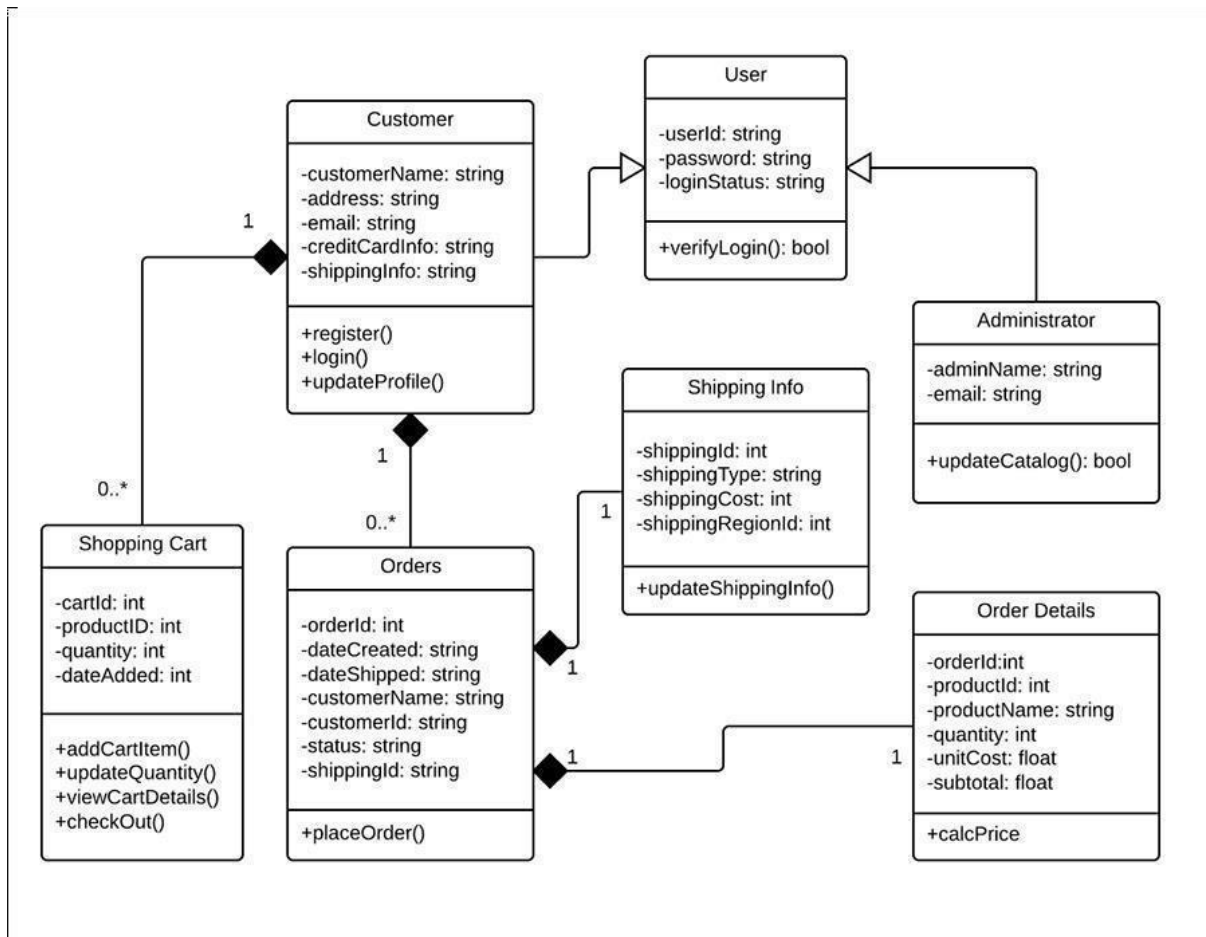 User
-userId: string
-password: string
-loginStatus: string
+verifyLogin(): bool
Customer
-customerName: string
-address: string
-email: string
-creditCardInfo: string
-shippingInfo: string
+register()
+login()
+updateProfile()
1
0..*
1
0..*
Administrator
-adminName: string
-email: string
+updateCatalog(): bool
Shipping Info
-shippingId: int
-shippingType: string
-shippingCost: int
-shippingRegionId: int
+updateShippingInfo()
1
1
Shopping Cart
-cartId: int
-productID: int
-quantity: int
-dateAdded: int
+addCartItem()
+updateQuantity()
+viewCartDetails()
+checkOut()
Orders
-orderId: int
-dateCreated: string
-dateShipped: string
-customerName: string
-customerId: string
-status: string
-shippingId: string
+placeOrder()
1
1
Order Details
-orderId:int
-productId: int
-productName: string
-quantity: int
-unitCost: float
-subtotal: float
+calcPrice